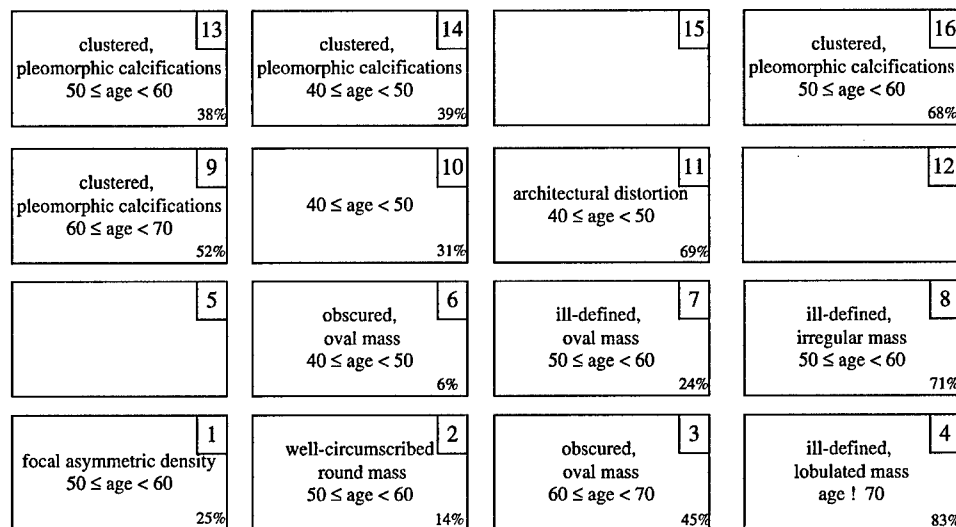 13
clustered,
pleomorphic calcifications
50 ≤ age < 60
38%
14
clustered,
pleomorphic calcifications
40 ≤ age < 50
39%
15
16
clustered,
pleomorphic calcifications
50 ≤ age < 60
68%
9
clustered,
pleomorphic calcifications
60 ≤ age < 70
52%
10
40 ≤ age < 50
31%
11
architectural distortion
40 ≤ age < 50
69%
12
5
6
obscured,
oval mass
40 ≤ age < 50
6%
7
ill-defined,
oval mass
50 ≤ age < 60
24%
8
ill-defined,
irregular mass
50 ≤ age < 60
71%
1
focal asymmetric density
50 ≤ age < 60
25%
2
well-circumscribed
round mass
50 ≤ age < 60
14%
3
obscured,
oval mass
60 ≤ age < 70
45%
4
ill-defined,
lobulated mass
age ! 70
83%